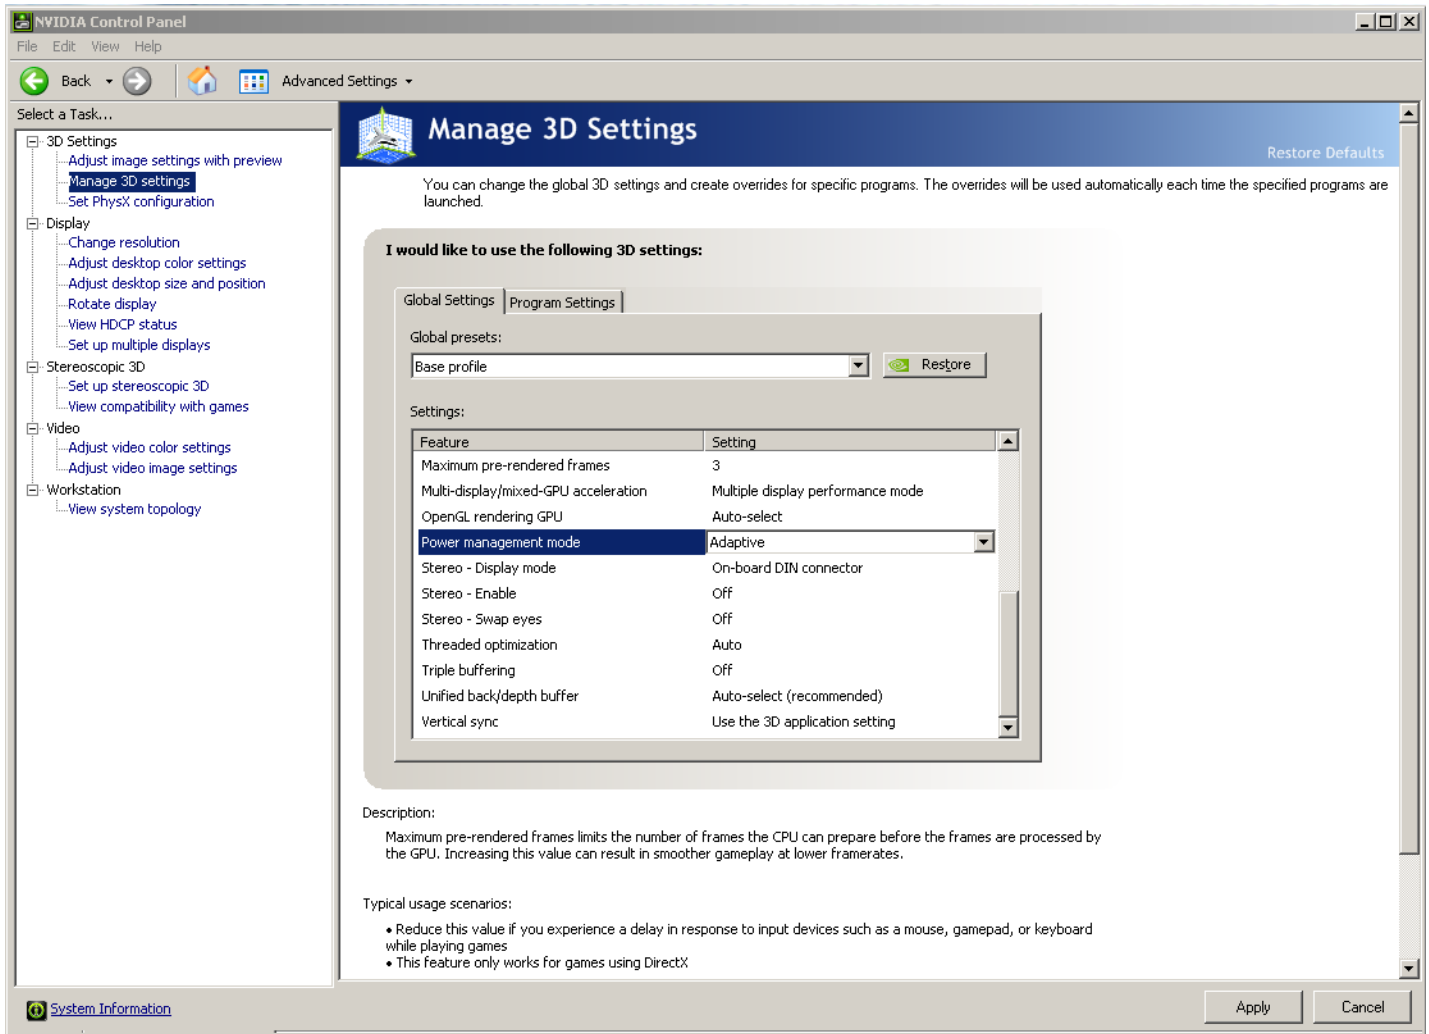 NVIDIA Control Panel
File Edit View Help
Back Advanced Settings
Select a Task...
3D Settings
Adjust image settings with preview
Manage 3D settings
Set PhysX configuration
Display
Change resolution
Adjust desktop color settings
Adjust desktop size and position
Rotate display
View HDCP status
Set up multiple displays
Stereoscopic 3D
Set up stereoscopic 3D
View compatibility with games
Video
Adjust video color settings
Adjust video image settings
Workstation
View system topology
Manage 3D Settings
Restore Defaults
You can change the global 3D settings and create overrides for specific programs. The overrides will be used automatically each time the specified programs are
launched.
I would like to use the following 3D settings:
Global Settings Program Settings
Global presets:
Base profile Restore
Settings:
Feature Setting
Maximum pre-rendered frames 3
Multi-display/mixed-GPU acceleration Multiple display performance mode
OpenGL rendering GPU Auto-select
Power management mode Adaptive
Stereo - Display mode On-board DIN connector
Stereo - Enable Off
Stereo - Swap eyes Off
Threaded optimization Auto
Triple buffering Off
Unified back/depth buffer Auto-select (recommended)
Vertical sync Use the 3D application setting
Description:
Maximum pre-rendered frames limits the number of frames the CPU can prepare before the frames are processed by
the GPU. Increasing this value can result in smoother gameplay at lower framerates.
Typical usage scenarios:
• Reduce this value if you experience a delay in response to input devices such as a mouse, gamepad, or keyboard
while playing games
• This feature only works for games using DirectX
System Information
Apply Cancel